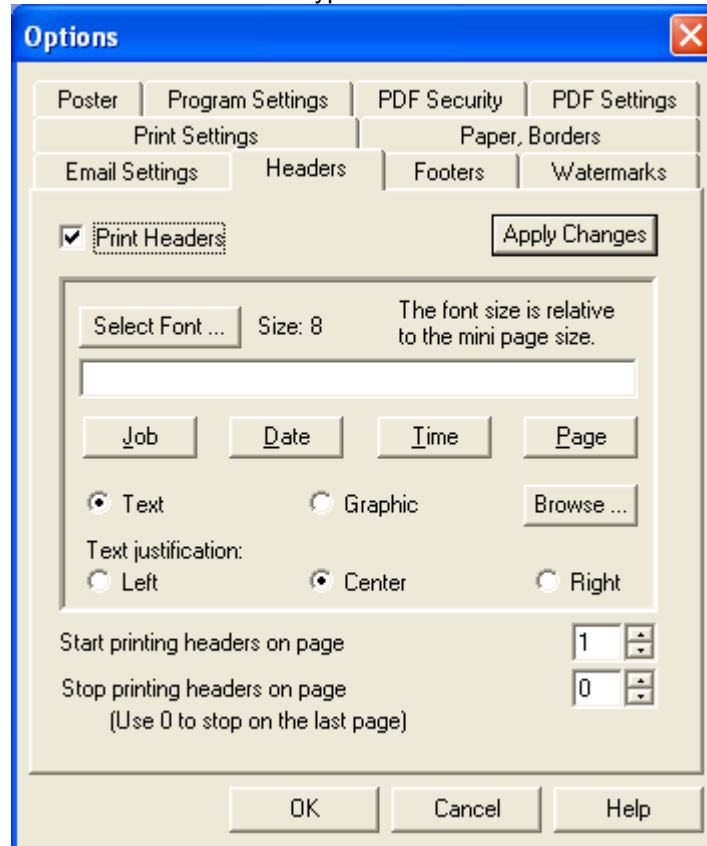 Options
Poster Program Settings PDF Security PDF Settings
Print Settings Paper, Borders
Email Settings Headers Footers Watermarks
Print Headers Apply Changes
Select Font ... Size: 8 The font size is relative
to the mini page size.
Job Date Time Page
Text Graphic Browse ...
Text justification:
Left Center Right
Start printing headers on page 1
Stop printing headers on page 0
(Use 0 to stop on the last page)
OK Cancel Help